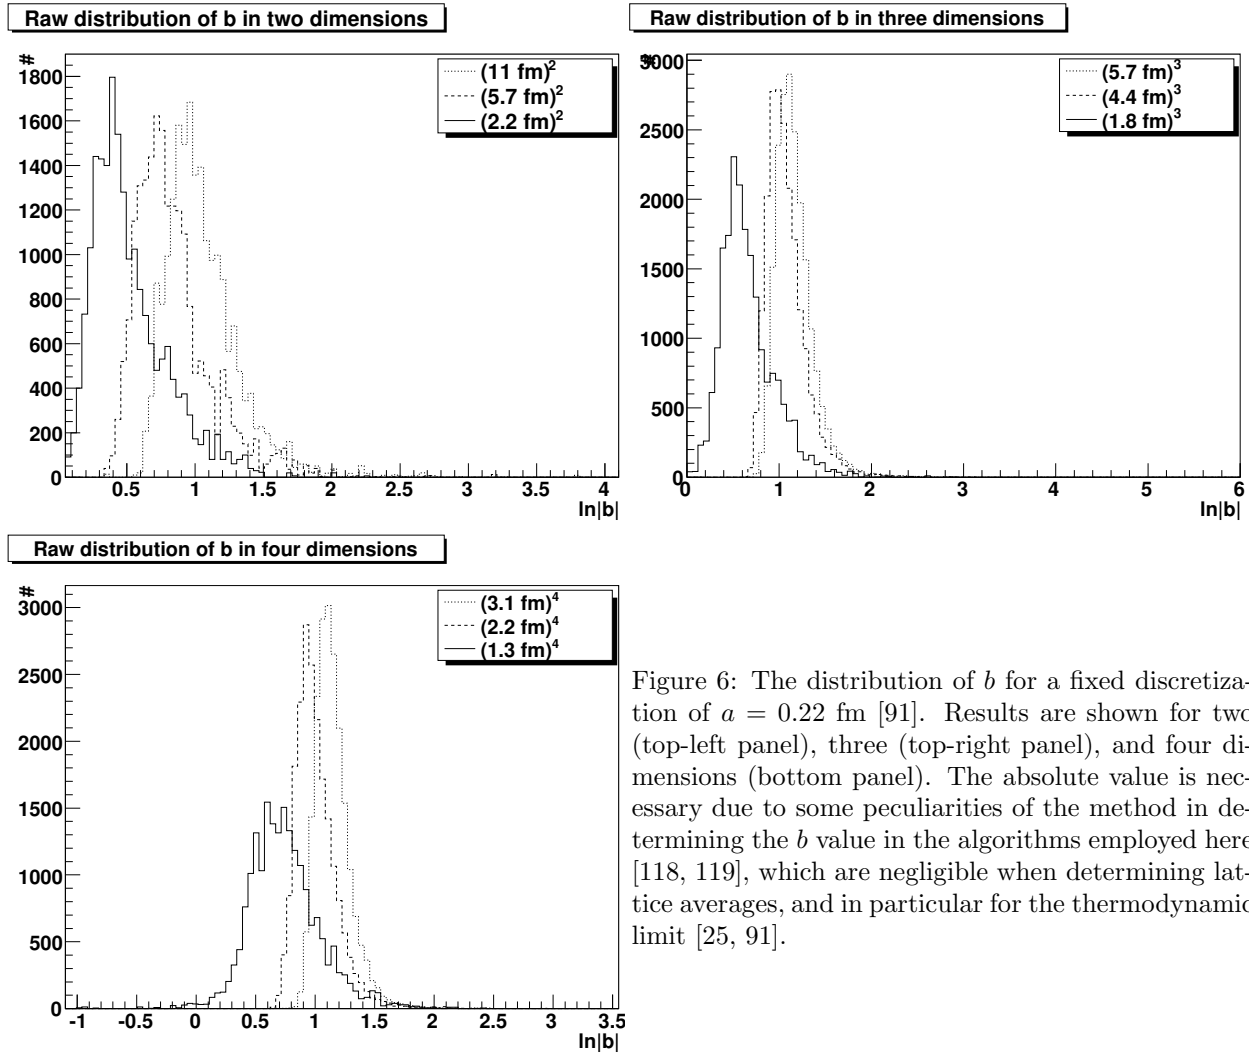 Raw distribution of b in two dimensions
#
1800
1600
1400
1200
1000
800
600
400
200
0
0.5 1 1.5 2 2.5 3 3.5 4
ln|b|
(11 fm)²
(5.7 fm)²
(2.2 fm)²
Raw distribution of b in three dimensions
#
3000
2500
2000
1500
1000
500
0
0 1 2 3 4 5 6
ln|b|
(5.7 fm)³
(4.4 fm)³
(1.8 fm)³
Raw distribution of b in four dimensions
#
3000
2500
2000
1500
1000
500
0
-1 -0.5 0 0.5 1 1.5 2 2.5 3 3.5
ln|b|
(3.1 fm)⁴
(2.2 fm)⁴
(1.3 fm)⁴
Figure 6: The distribution of b for a fixed discretiza-
tion of a = 0.22 fm [91]. Results are shown for two
(top-left panel), three (top-right panel), and four di-
mensions (bottom panel). The absolute value is nec-
essary due to some peculiarities of the method in de-
termining the b value in the algorithms employed here
[118, 119], which are negligible when determining lat-
tice averages, and in particular for the thermodynamic
limit [25, 91].